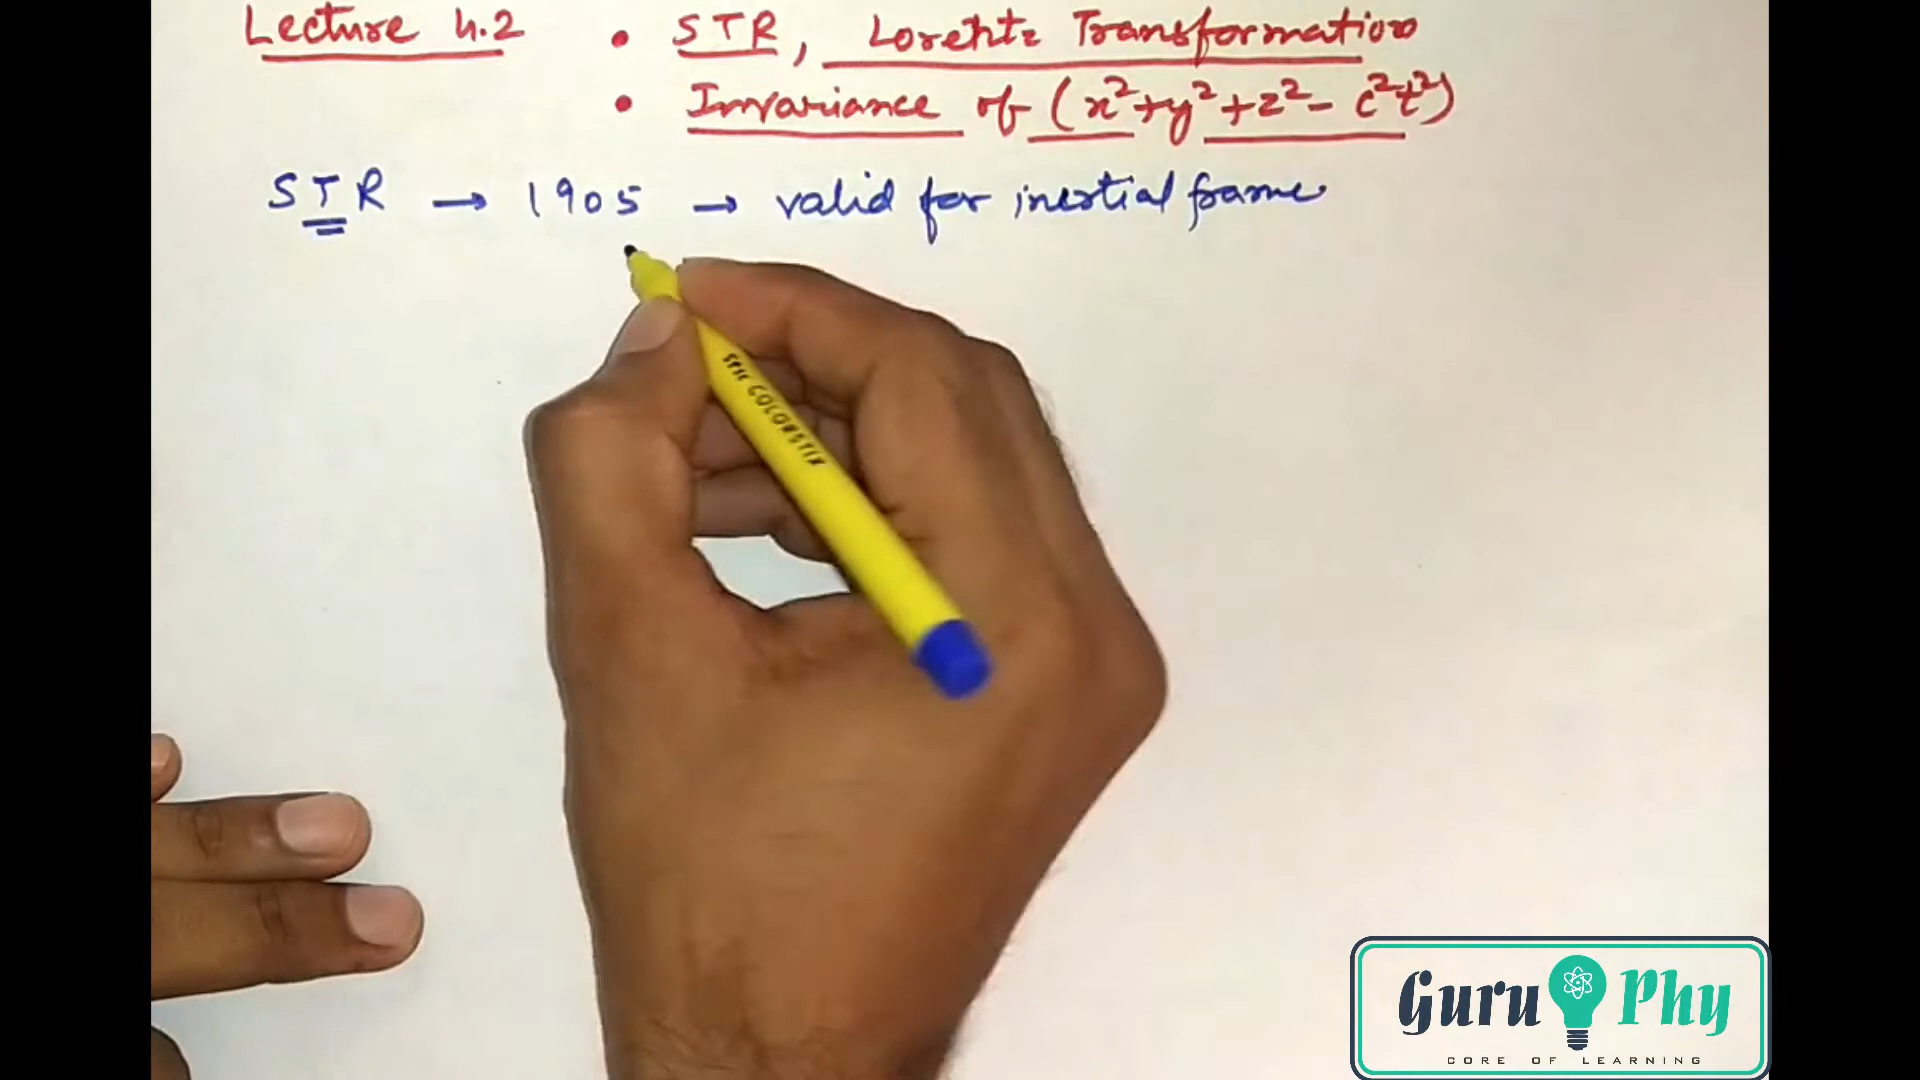 Lecture 4.2 • STR, Lorentz Transformation
• Invariance of (x²+y²+z²- c²t²)
STR → 1905 → valid for inertial frame
COLORSTIX
Guru Phy
CORE OF LEARNING